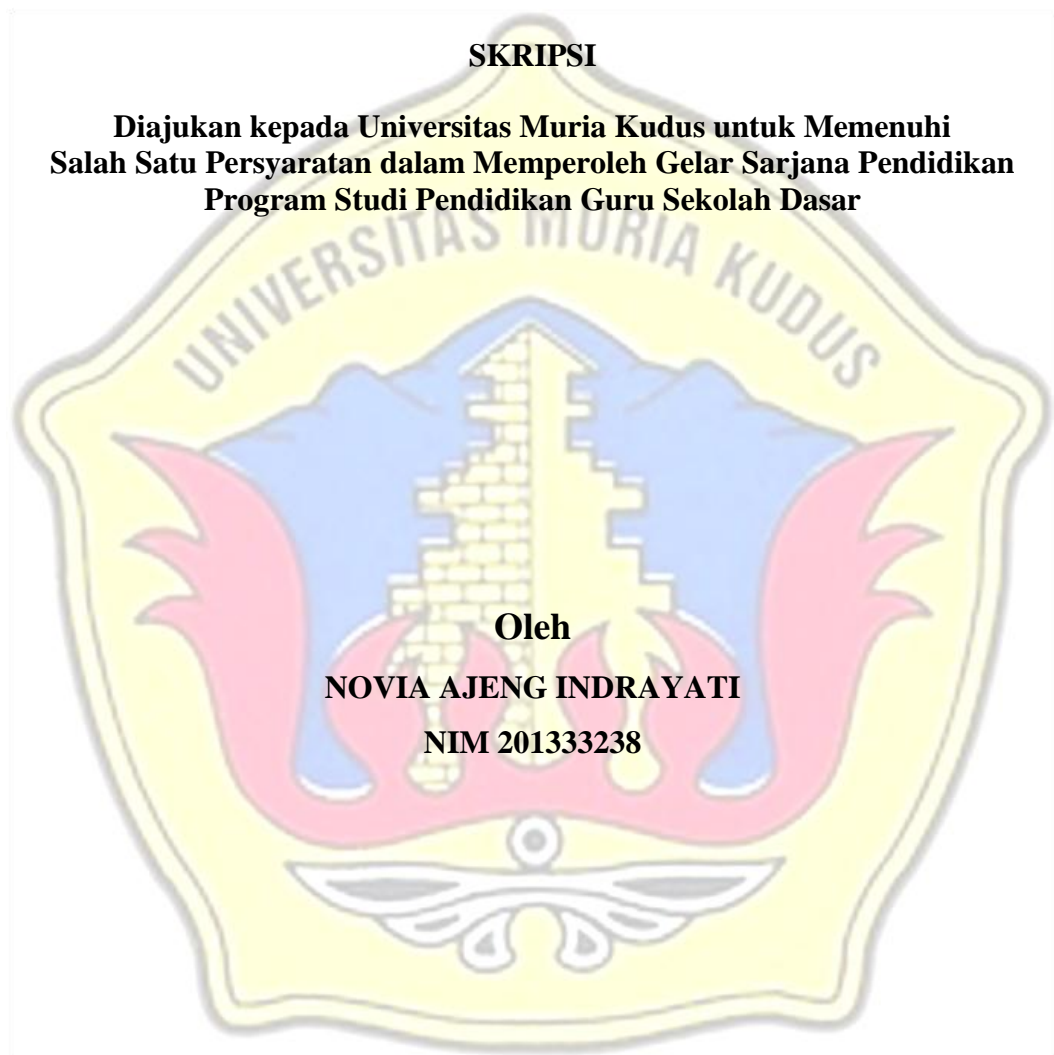 SKRIPSI
Diajukan kepada Universitas Muria Kudus untuk Memenuhi
Salah Satu Persyaratan dalam Memperoleh Gelar Sarjana Pendidikan
Program Studi Pendidikan Guru Sekolah Dasar
UNIVERSITAS MURIA KUDUS
Oleh
NOVIA AJENG INDRAYATI
NIM 201333238